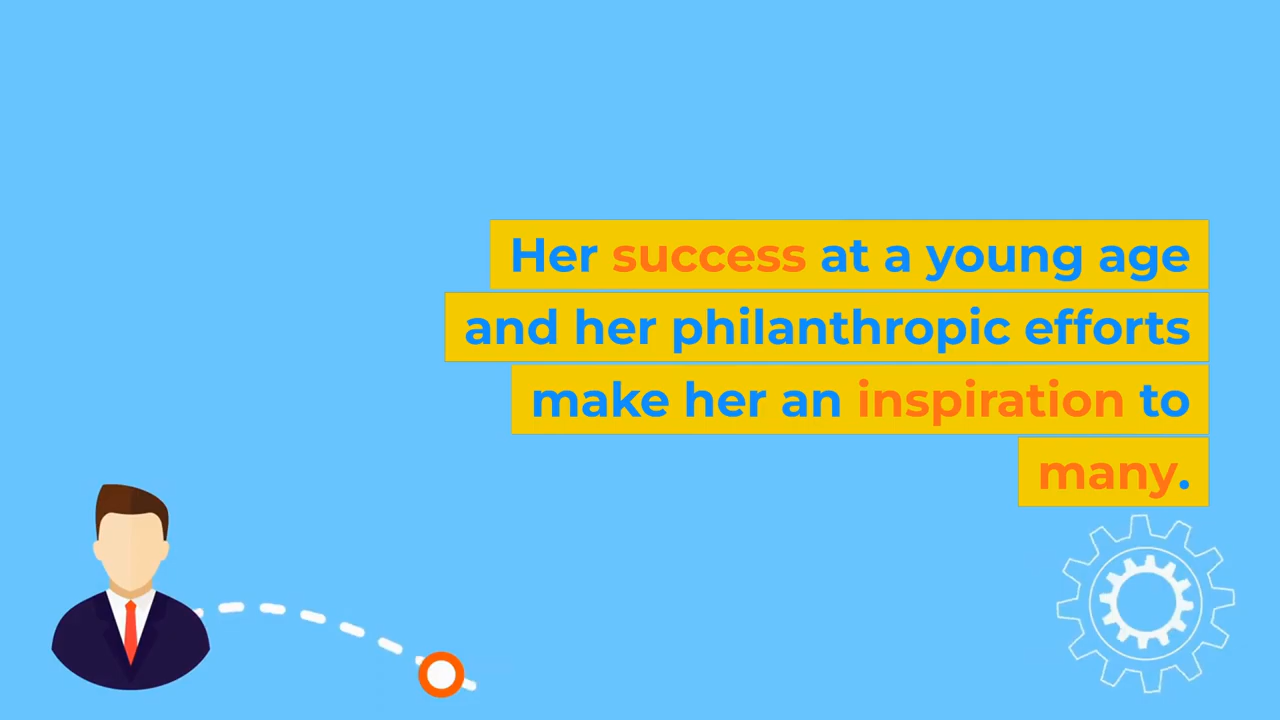 Her success at a young age
and her philanthropic efforts
make her an inspiration to
many.